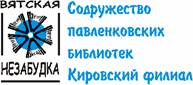 ВЯТСКАЯ
НЕЗАБУДКА
Содружество
павленковских
библиотек
Кировский филиал